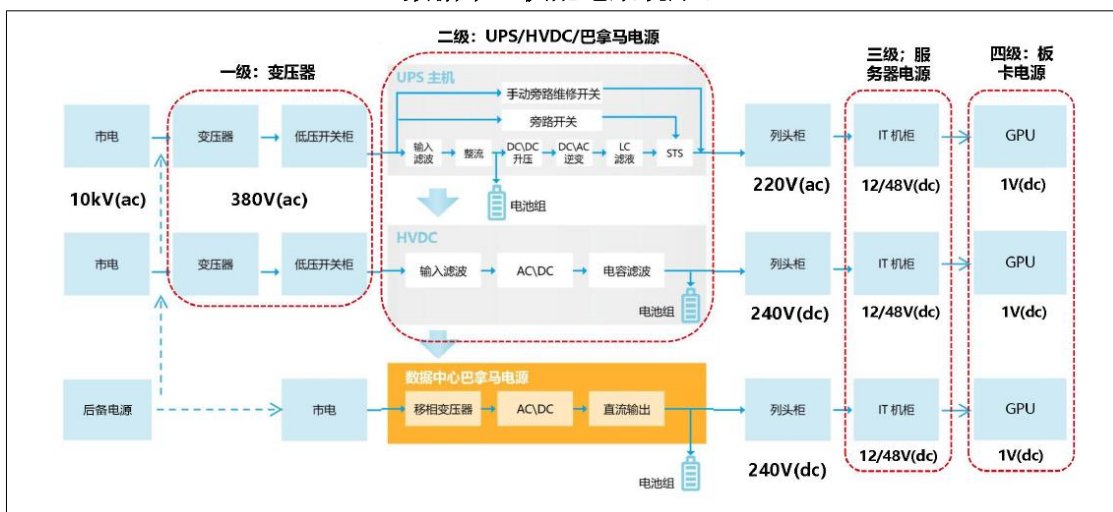 二级：UPS/HVDC/巴拿马电源
一级：变压器
三级；服
务器电源
四级：板
卡电源
UPS 主机
手动旁路维修开关
旁路开关
市电
变压器
低压开关柜
输入
滤波
整流
DC\DC
升压
DC\AC
逆变
LC
滤液
STS
列头柜
IT 机柜
GPU
10kV(ac)
380V(ac)
电池组
220V(ac)
12/48V(dc)
1V(dc)
HVDC
市电
变压器
低压开关柜
输入滤波
AC\DC
电容滤波
列头柜
IT 机柜
GPU
电池组
240V(dc)
12/48V(dc)
1V(dc)
数据中心巴拿马电源
后备电源
市电
移相变压器
AC\DC
直流输出
列头柜
IT 机柜
GPU
电池组
240V(dc)
12/48V(dc)
1V(dc)